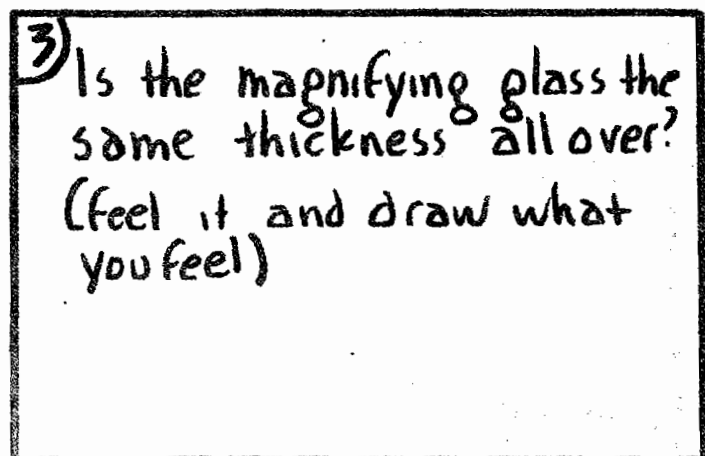 3) Is the magnifying glass the
same thickness all over?
(feel it and draw what
you feel)